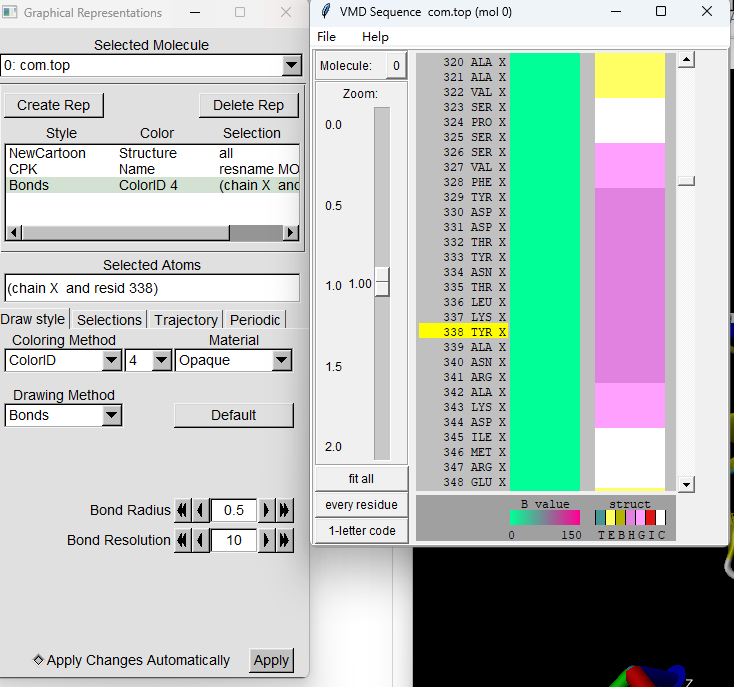 Graphical Representations
Selected Molecule
0: com.top
Create Rep
Delete Rep
Style Color Selection
NewCartoon Structure all
CPK Name resname MO
Bonds ColorID 4 (chain X and
Selected Atoms
(chain X and resid 338)
Draw style Selections Trajectory Periodic
Coloring Method Material
ColorID 4 Opaque
Drawing Method
Bonds Default
Bond Radius 0.5
Bond Resolution 10
Apply Changes Automatically Apply
VMD Sequence com.top (mol 0)
File Help
Molecule: 0
Zoom:
0.0
0.5
1.0 1.00
1.5
2.0
fit all
every residue
1-letter code
320 ALA X
321 ALA X
322 VAL X
323 SER X
324 PRO X
325 SER X
326 SER X
327 VAL X
328 PHE X
329 TYR X
330 ASP X
331 ASP X
332 THR X
333 TYR X
334 ASN X
335 THR X
336 LEU X
337 LYS X
338 TYR X
339 ALA X
340 ASN X
341 ARG X
342 ALA X
343 LYS X
344 ASP X
345 ILE X
346 MET X
347 ARG X
348 GLU X
B value struct
0 150 T E B H G I C
Z